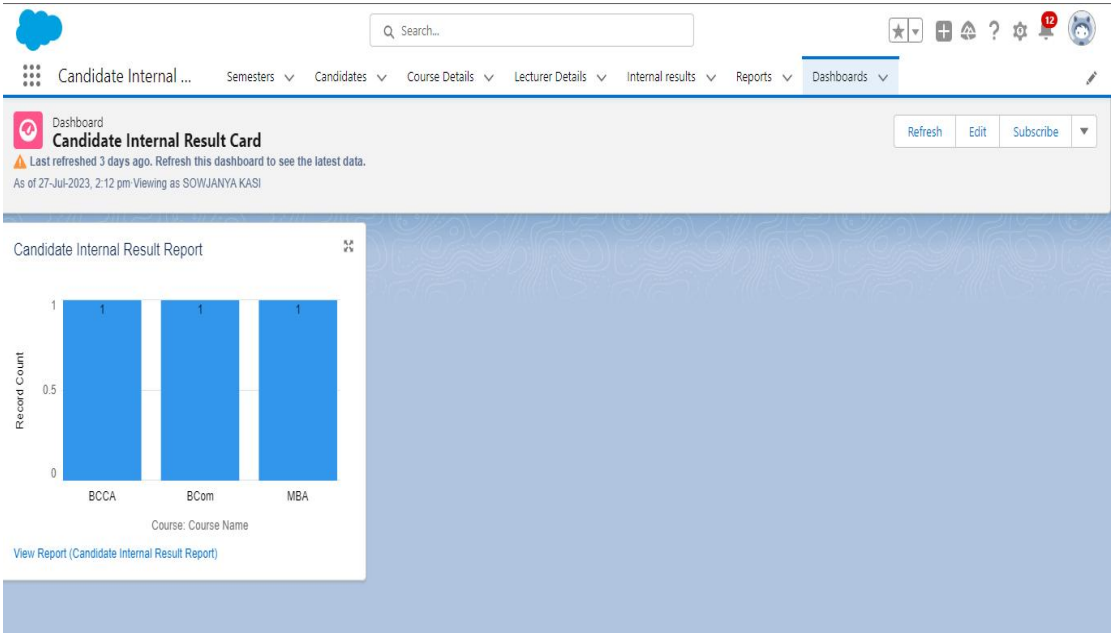 Search...
12
Candidate Internal ... Semesters Candidates Course Details Lecturer Details Internal results Reports Dashboards
Dashboard
Candidate Internal Result Card
Last refreshed 3 days ago. Refresh this dashboard to see the latest data.
As of 27-Jul-2023, 2:12 pm·Viewing as SOWJANYA KASI
Refresh Edit Subscribe
Candidate Internal Result Report
1
1 1 1
Record Count
0.5
0
BCCA BCom MBA
Course: Course Name
View Report (Candidate Internal Result Report)